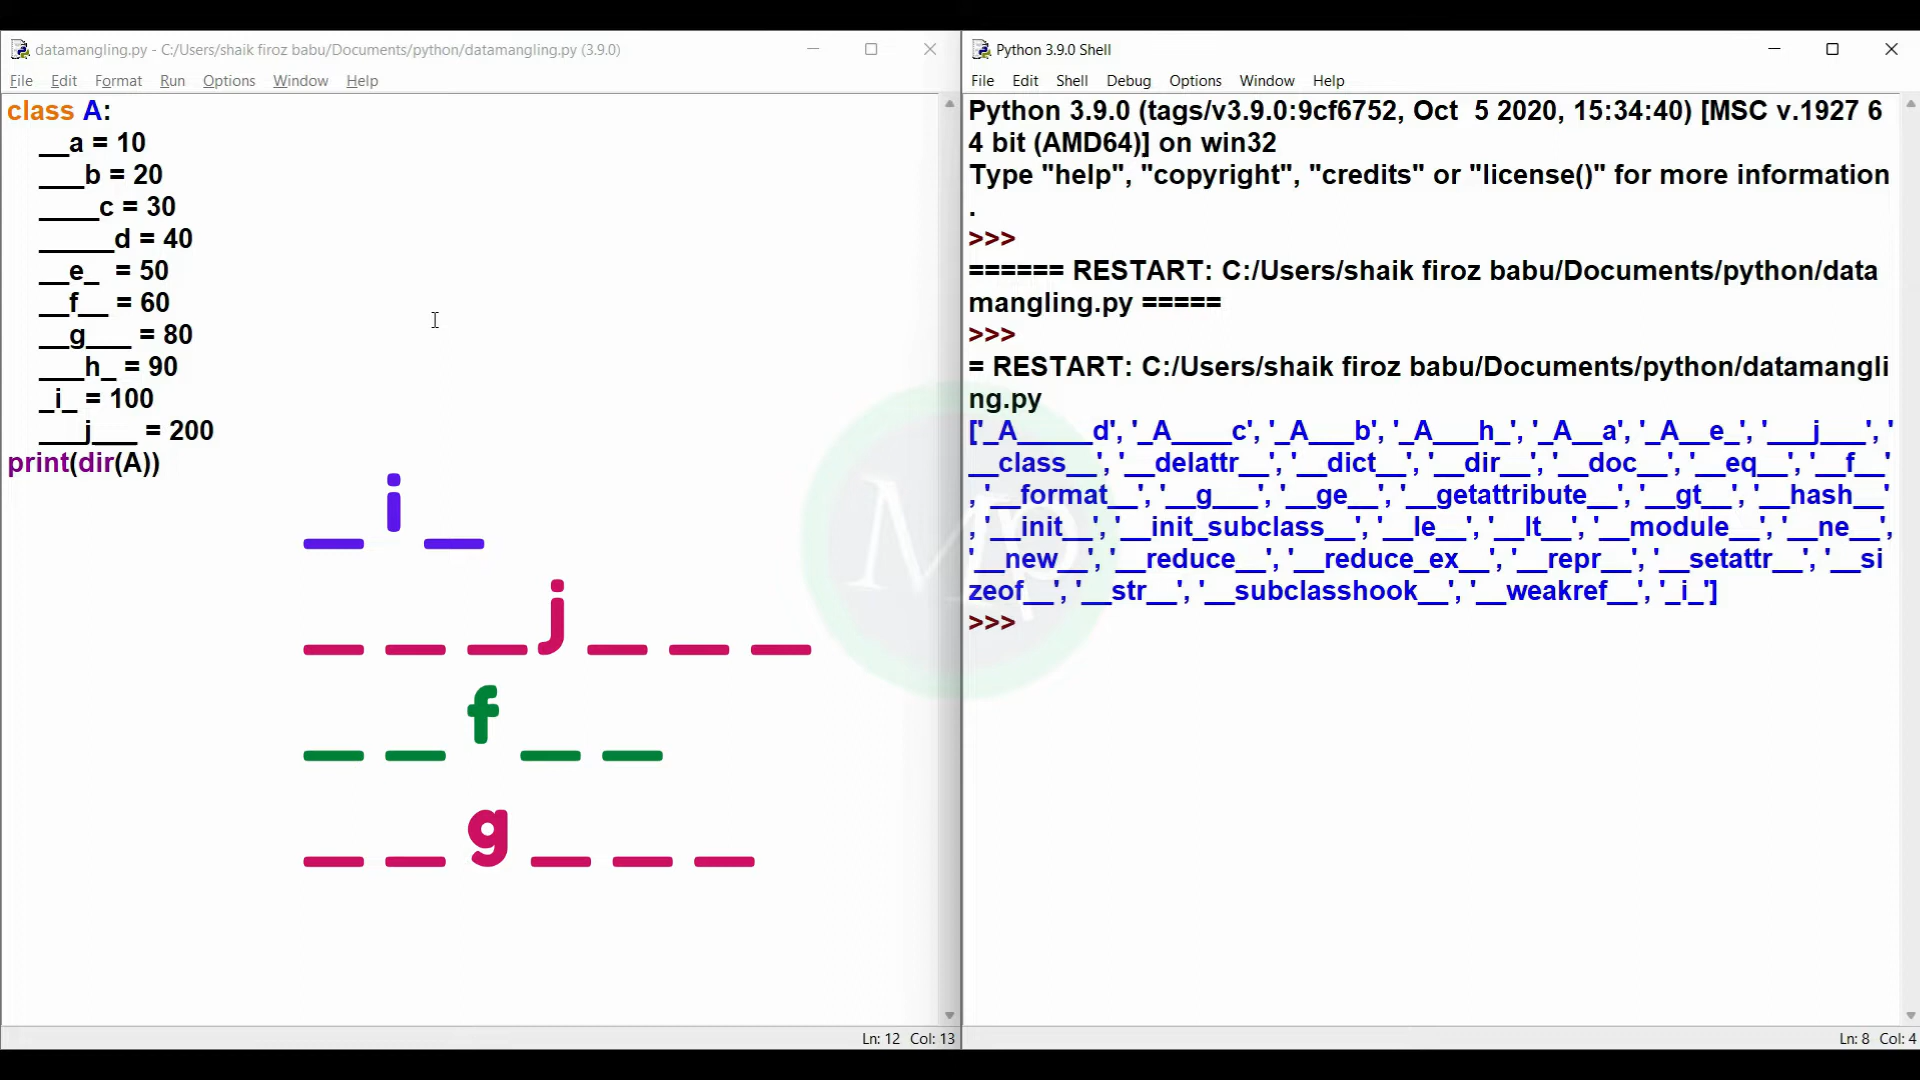 datamangling.py - C:/Users/shaik firoz babu/Documents/python/datamangling.py (3.9.0)
File Edit Format Run Options Window Help
class A:
    __a = 10
    ___b = 20
    ____c = 30
    _____d = 40
    __e_  = 50
    __f__ = 60
    __g___ = 80
    ___h_ = 90
    _i_ = 100
    ___j___ = 200
print(dir(A))
_ i _
_ _ _ j _ _ _
_ _ f _ _
_ _ g _ _ _
Ln: 12 Col: 13
Python 3.9.0 Shell
File Edit Shell Debug Options Window Help
Python 3.9.0 (tags/v3.9.0:9cf6752, Oct  5 2020, 15:34:40) [MSC v.1927 6
4 bit (AMD64)] on win32
Type "help", "copyright", "credits" or "license()" for more information
.
>>>
====== RESTART: C:/Users/shaik firoz babu/Documents/python/data
mangling.py =====
>>>
= RESTART: C:/Users/shaik firoz babu/Documents/python/datamangli
ng.py
['_A_____d', '_A____c', '_A___b', '_A___h_', '_A__a', '_A__e_', '___j___', '
__class__', '__delattr__', '__dict__', '__dir__', '__doc__', '__eq__', '__f__'
, '__format__', '__g___', '__ge__', '__getattribute__', '__gt__', '__hash__'
, '__init__', '__init_subclass__', '__le__', '__lt__', '__module__', '__ne__',
'__new__', '__reduce__', '__reduce_ex__', '__repr__', '__setattr__', '__si
zeof__', '__str__', '__subclasshook__', '__weakref__', '_i_']
>>>
Mp
Ln: 8 Col: 4